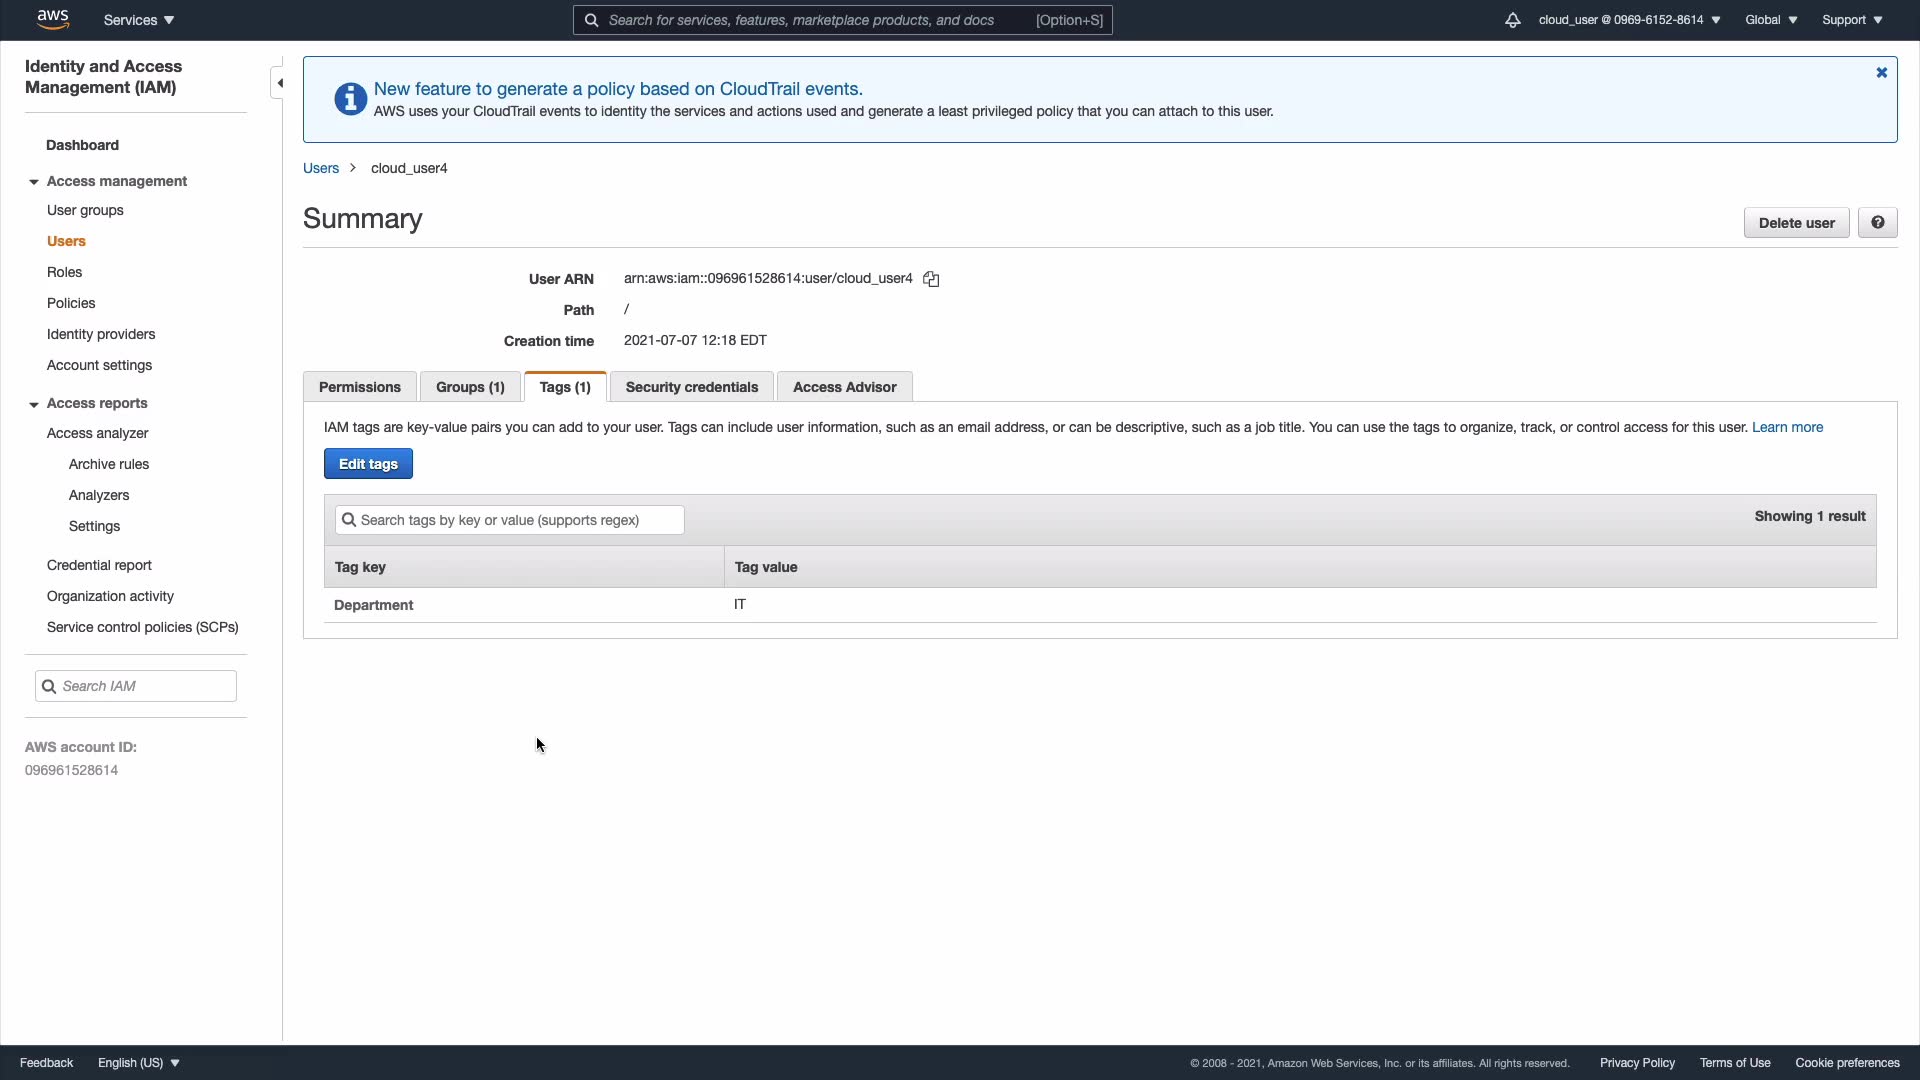 aws
Services
Search for services, features, marketplace products, and docs [Option+S]
cloud_user @ 0969-6152-8614
Global
Support
Identity and Access
Management (IAM)
Dashboard
Access management
User groups
Users
Roles
Policies
Identity providers
Account settings
Access reports
Access analyzer
Archive rules
Analyzers
Settings
Credential report
Organization activity
Service control policies (SCPs)
Search IAM
AWS account ID:
096961528614
New feature to generate a policy based on CloudTrail events.
AWS uses your CloudTrail events to identify the services and actions used and generate a least privileged policy that you can attach to this user.
Users > cloud_user4
Summary
Delete user
?
User ARN arn:aws:iam::096961528614:user/cloud_user4
Path /
Creation time 2021-07-07 12:18 EDT
Permissions Groups (1) Tags (1) Security credentials Access Advisor
IAM tags are key-value pairs you can add to your user. Tags can include user information, such as an email address, or can be descriptive, such as a job title. You can use the tags to organize, track, or control access for this user. Learn more
Edit tags
Search tags by key or value (supports regex)
Showing 1 result
Tag key Tag value
Department IT
Feedback English (US)
© 2008 - 2021, Amazon Web Services, Inc. or its affiliates. All rights reserved. Privacy Policy Terms of Use Cookie preferences